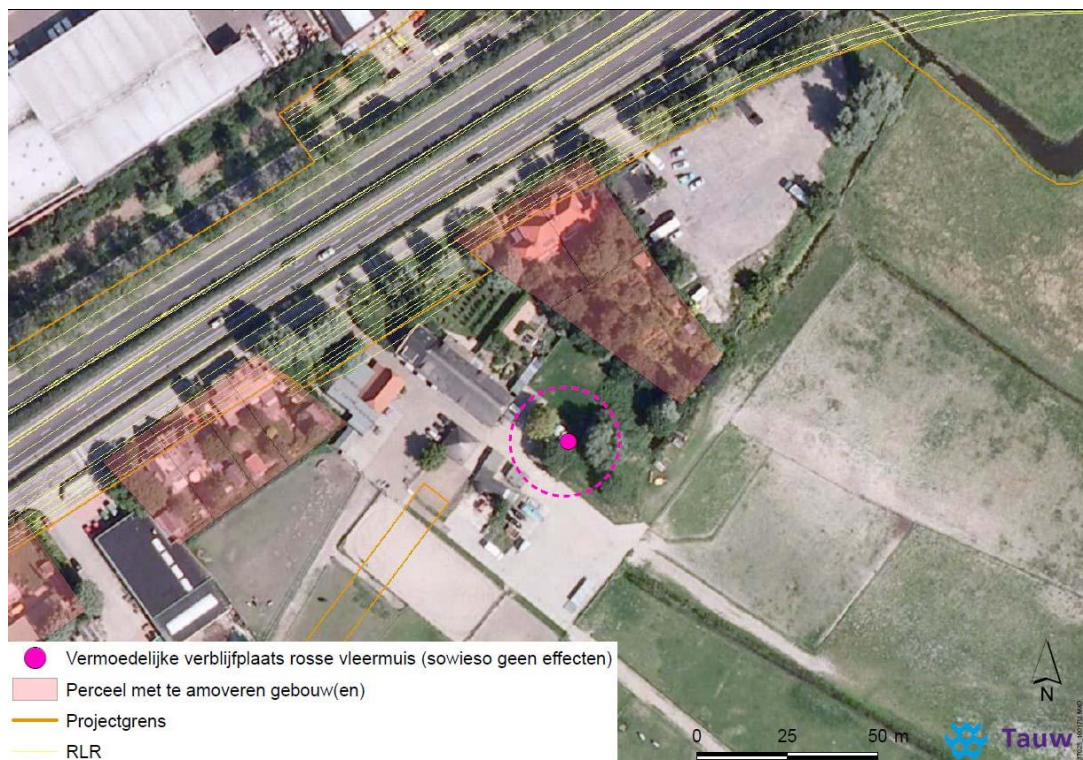 Vermoedelijke verblijfplaats rosse vleermuis (sowieso geen effecten)
Perceel met te amoveren gebouw(en)
Projectgrens
RLR
N
0 25 50 m
Tauw